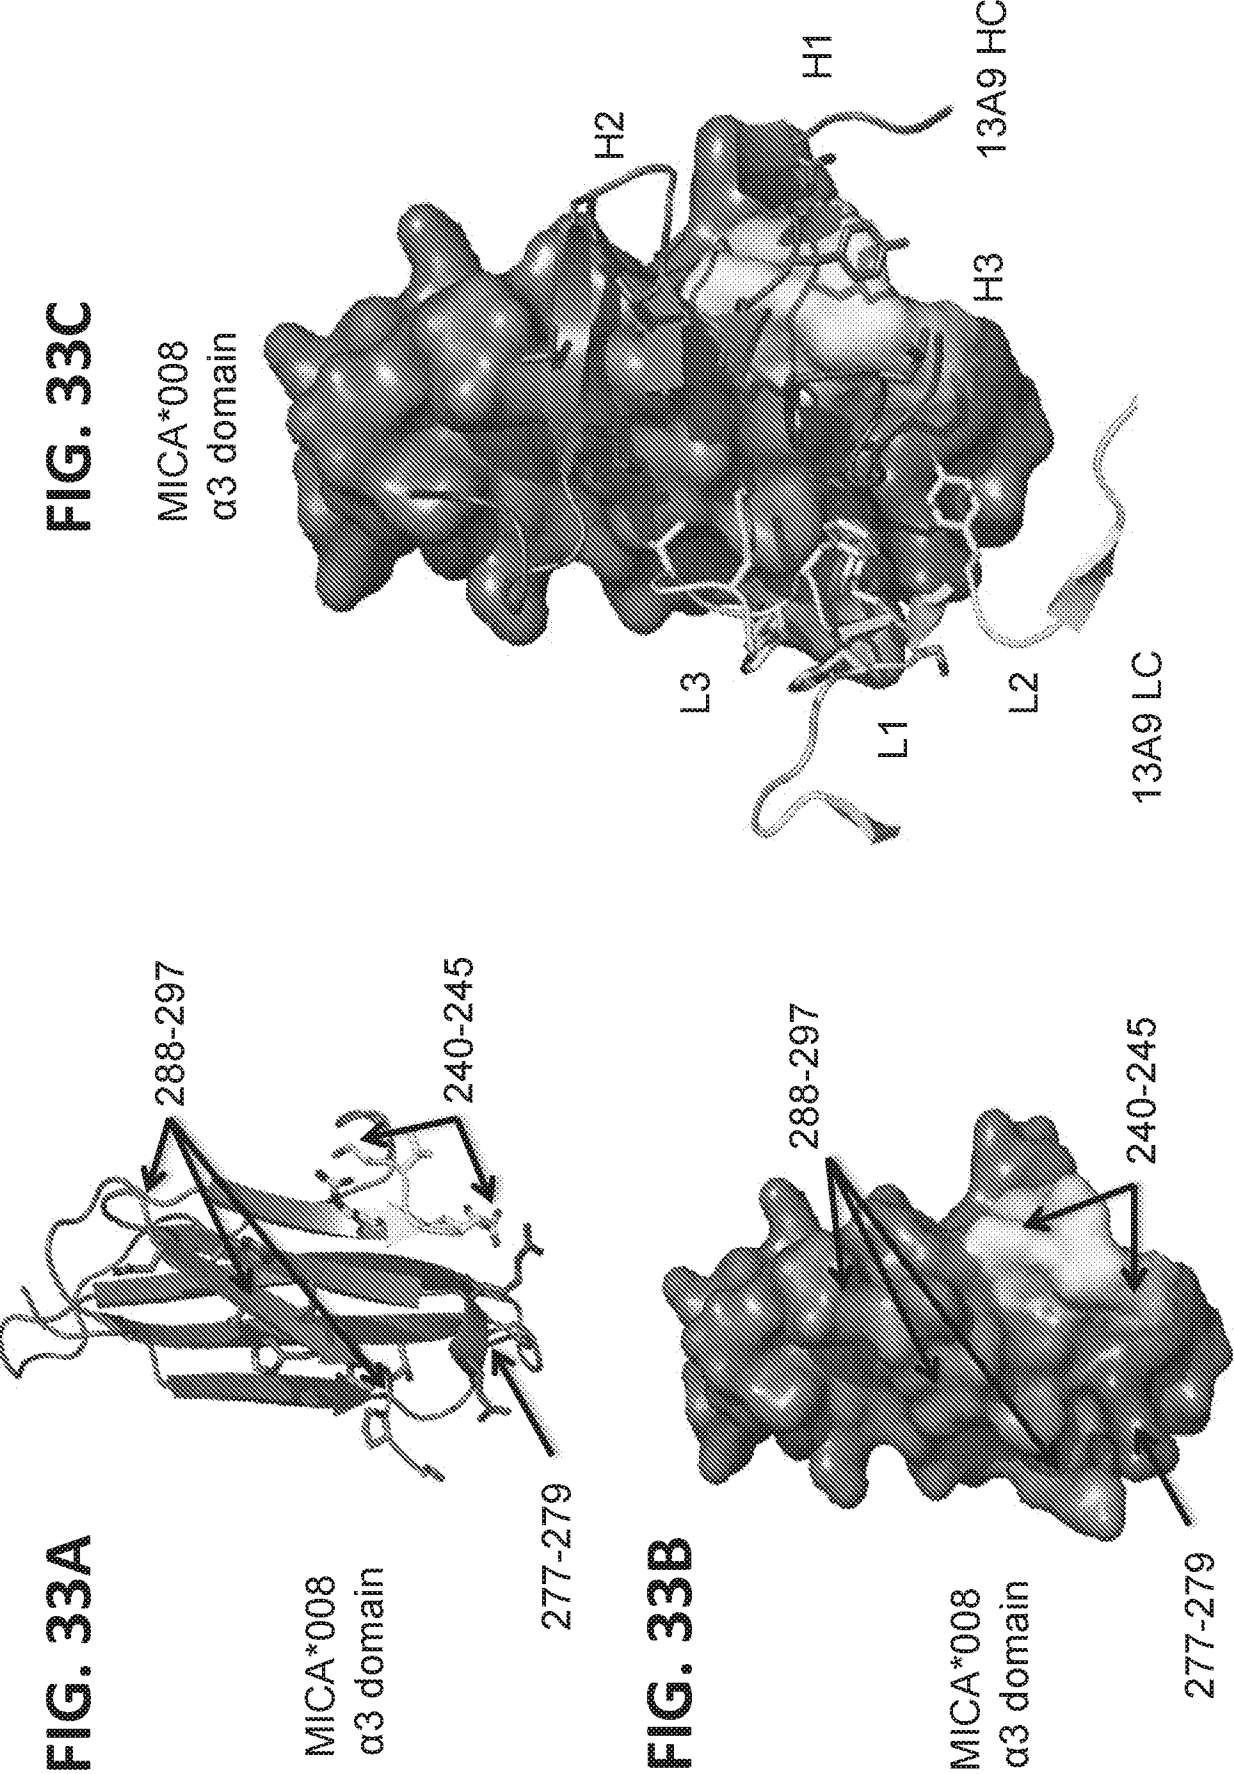 FIG. 33A
MICA*008
α3 domain
288-297
240-245
277-279
FIG. 33B
MICA*008
α3 domain
288-297
240-245
277-279
FIG. 33C
MICA*008
α3 domain
H2
H1
L3
H3
13A9 HC
L1
L2
13A9 LC